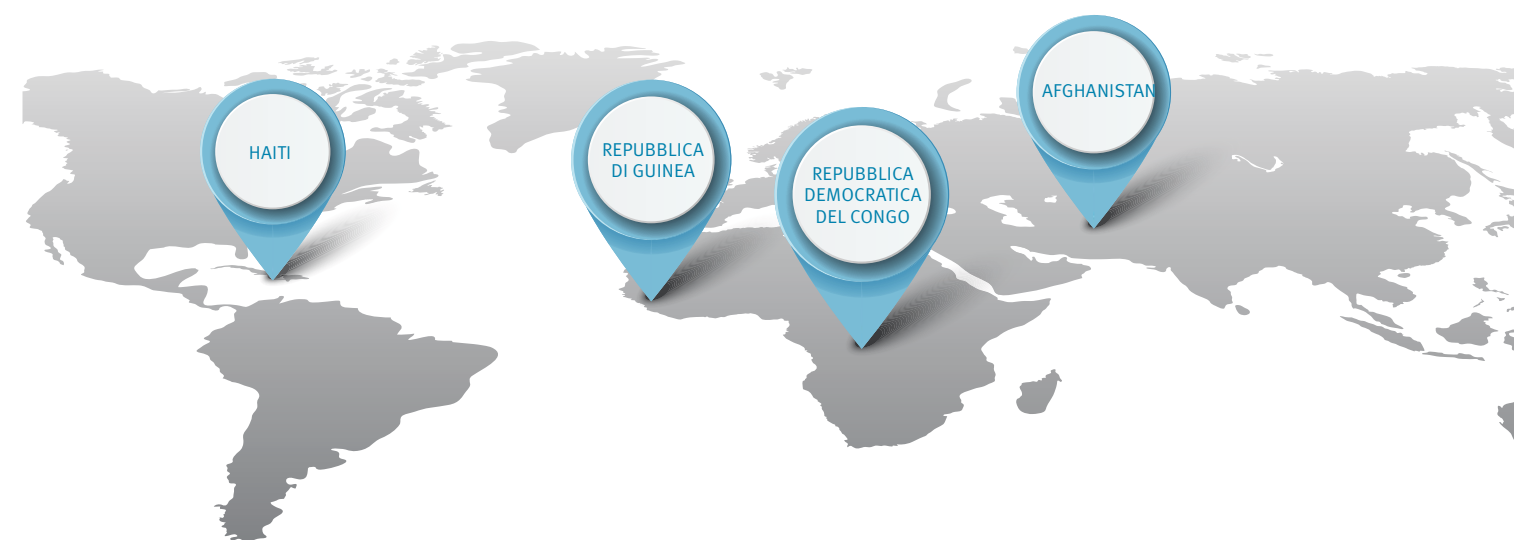 HAITI
REPUBBLICA
DI GUINEA
REPUBBLICA
DEMOCRATICA
DEL CONGO
AFGHANISTAN